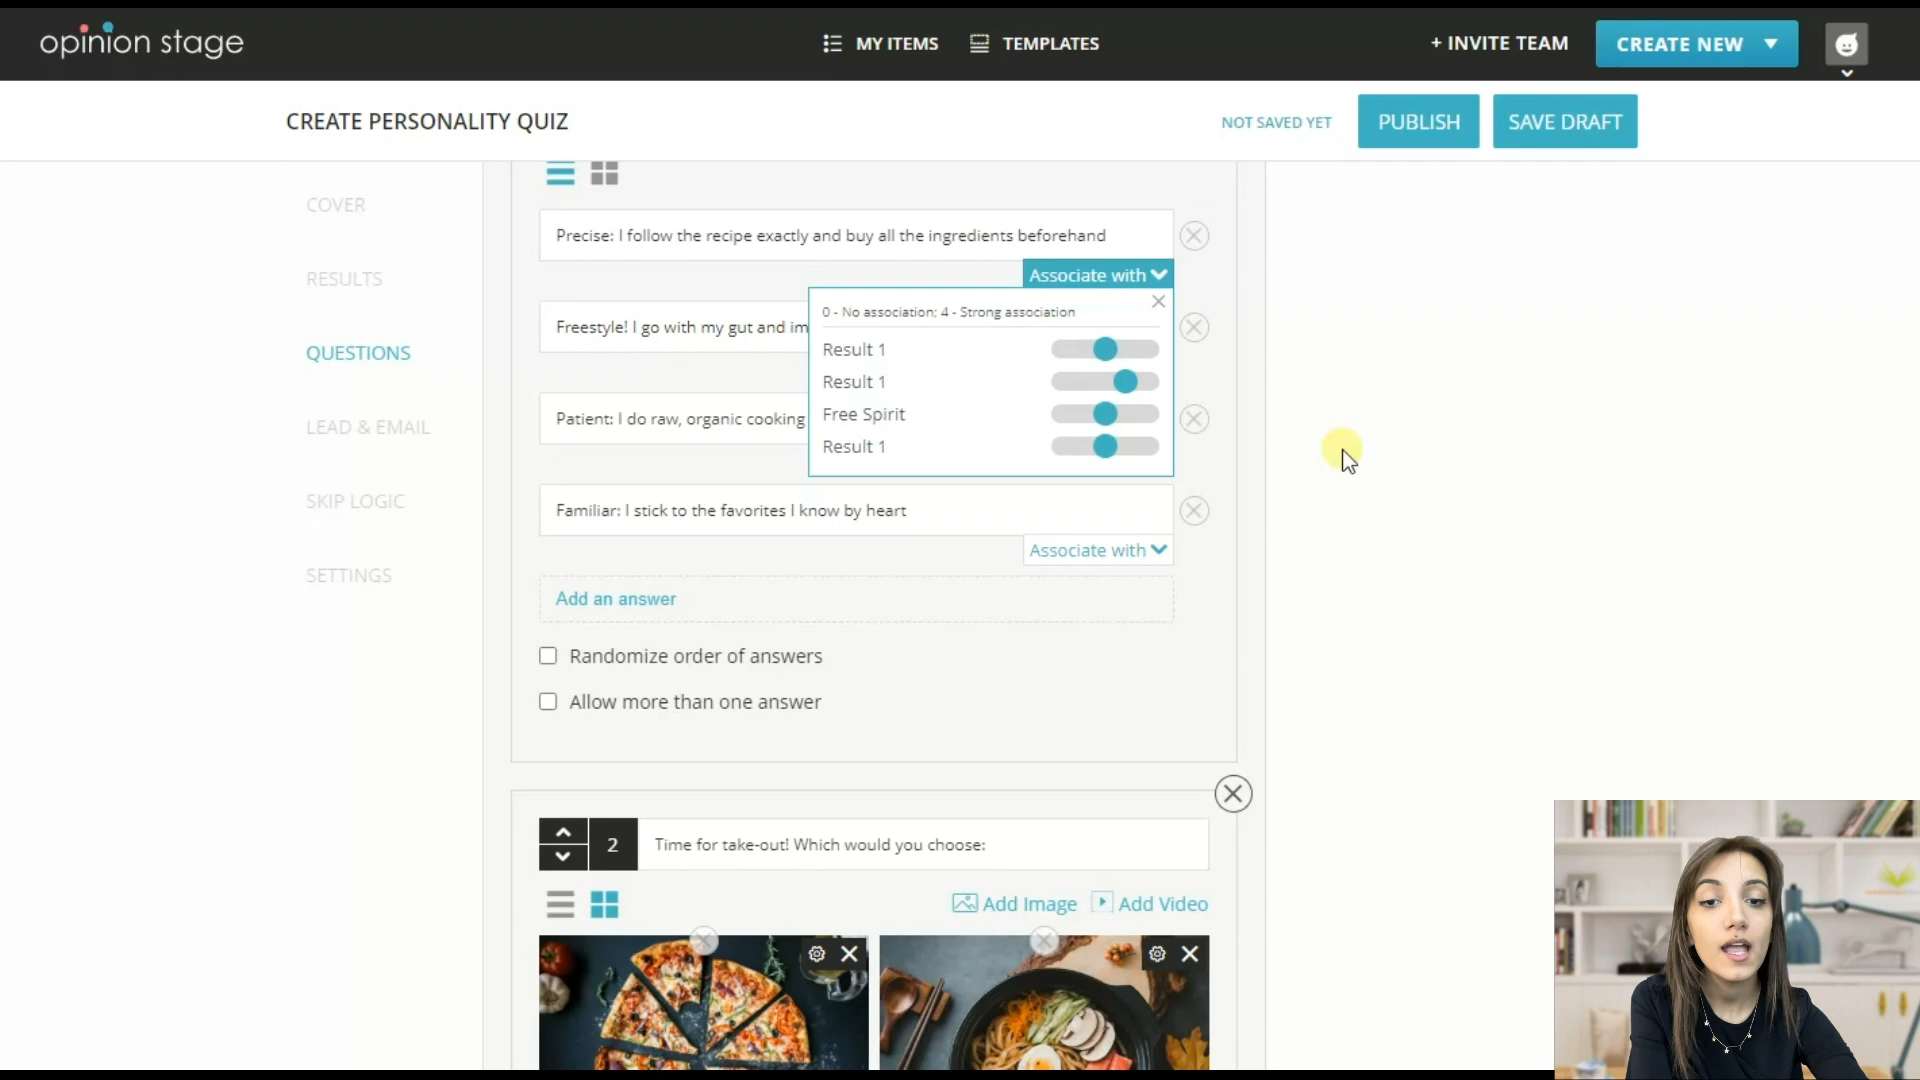 opinion stage
MY ITEMS
TEMPLATES
+ INVITE TEAM
CREATE NEW
CREATE PERSONALITY QUIZ
NOT SAVED YET
PUBLISH
SAVE DRAFT
COVER
RESULTS
QUESTIONS
LEAD & EMAIL
SKIP LOGIC
SETTINGS
Precise: I follow the recipe exactly and buy all the ingredients beforehand
Associate with
0 - No association; 4 - Strong association
Result 1
Result 1
Free Spirit
Result 1
Freestyle! I go with my gut and im
Patient: I do raw, organic cooking
Familiar: I stick to the favorites I know by heart
Associate with
Add an answer
Randomize order of answers
Allow more than one answer
2
Time for take-out! Which would you choose:
Add Image
Add Video